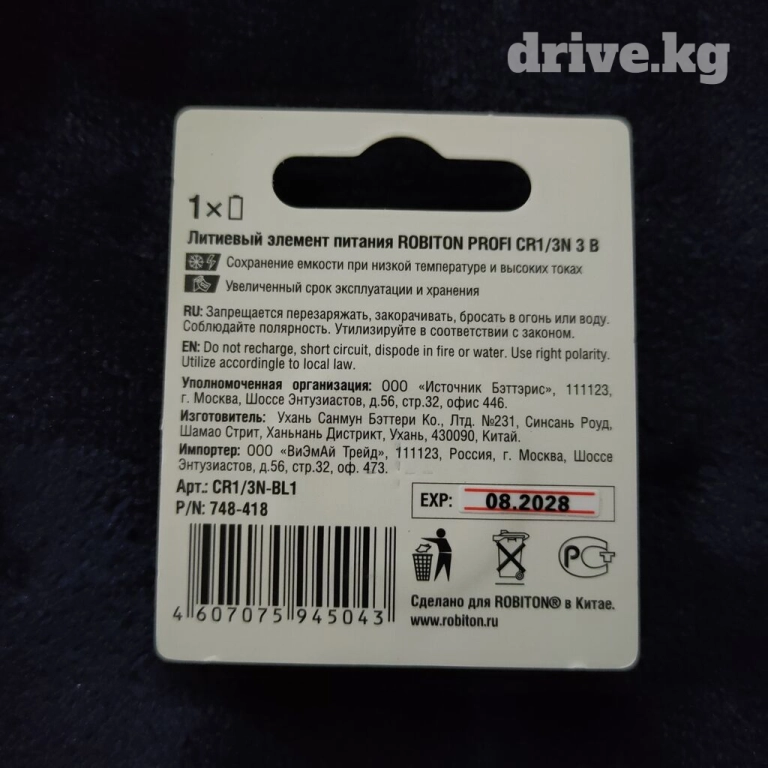 drive.kg
1×
Литиевый элемент питания ROBITON PROFI CR1/3N 3 В
Сохранение емкости при низкой температуре и высоких токах
Увеличенный срок эксплуатации и хранения
RU: Запрещается перезаряжать, закорачивать, бросать в огонь или воду.
Соблюдайте полярность. Утилизируйте в соответствии с законом.
EN: Do not recharge, short circuit, dispode in fire or water. Use right polarity.
Utilize accordingle to local law.
Уполномоченная организация: ООО «Источник Бэттэрис», 111123,
г. Москва, Шоссе Энтузиастов, д.56, стр.32, офис 446.
Изготовитель: Ухань Санмун Бэттери Ко., Лтд. №231, Синсань Роуд,
Шамао Стрит, Ханьнань Дистрикт, Ухань, 430090, Китай.
Импортер: ООО «ВиЭмАй Трейд», 111123, Россия, г. Москва, Шоссе
Энтузиастов, д.56, стр.32, оф. 473.
Арт.: CR1/3N-BL1
P/N: 748-418
EXP: 08.2028
4 607075 945043
РСТ
Сделано для ROBITON® в Китае.
www.robiton.ru